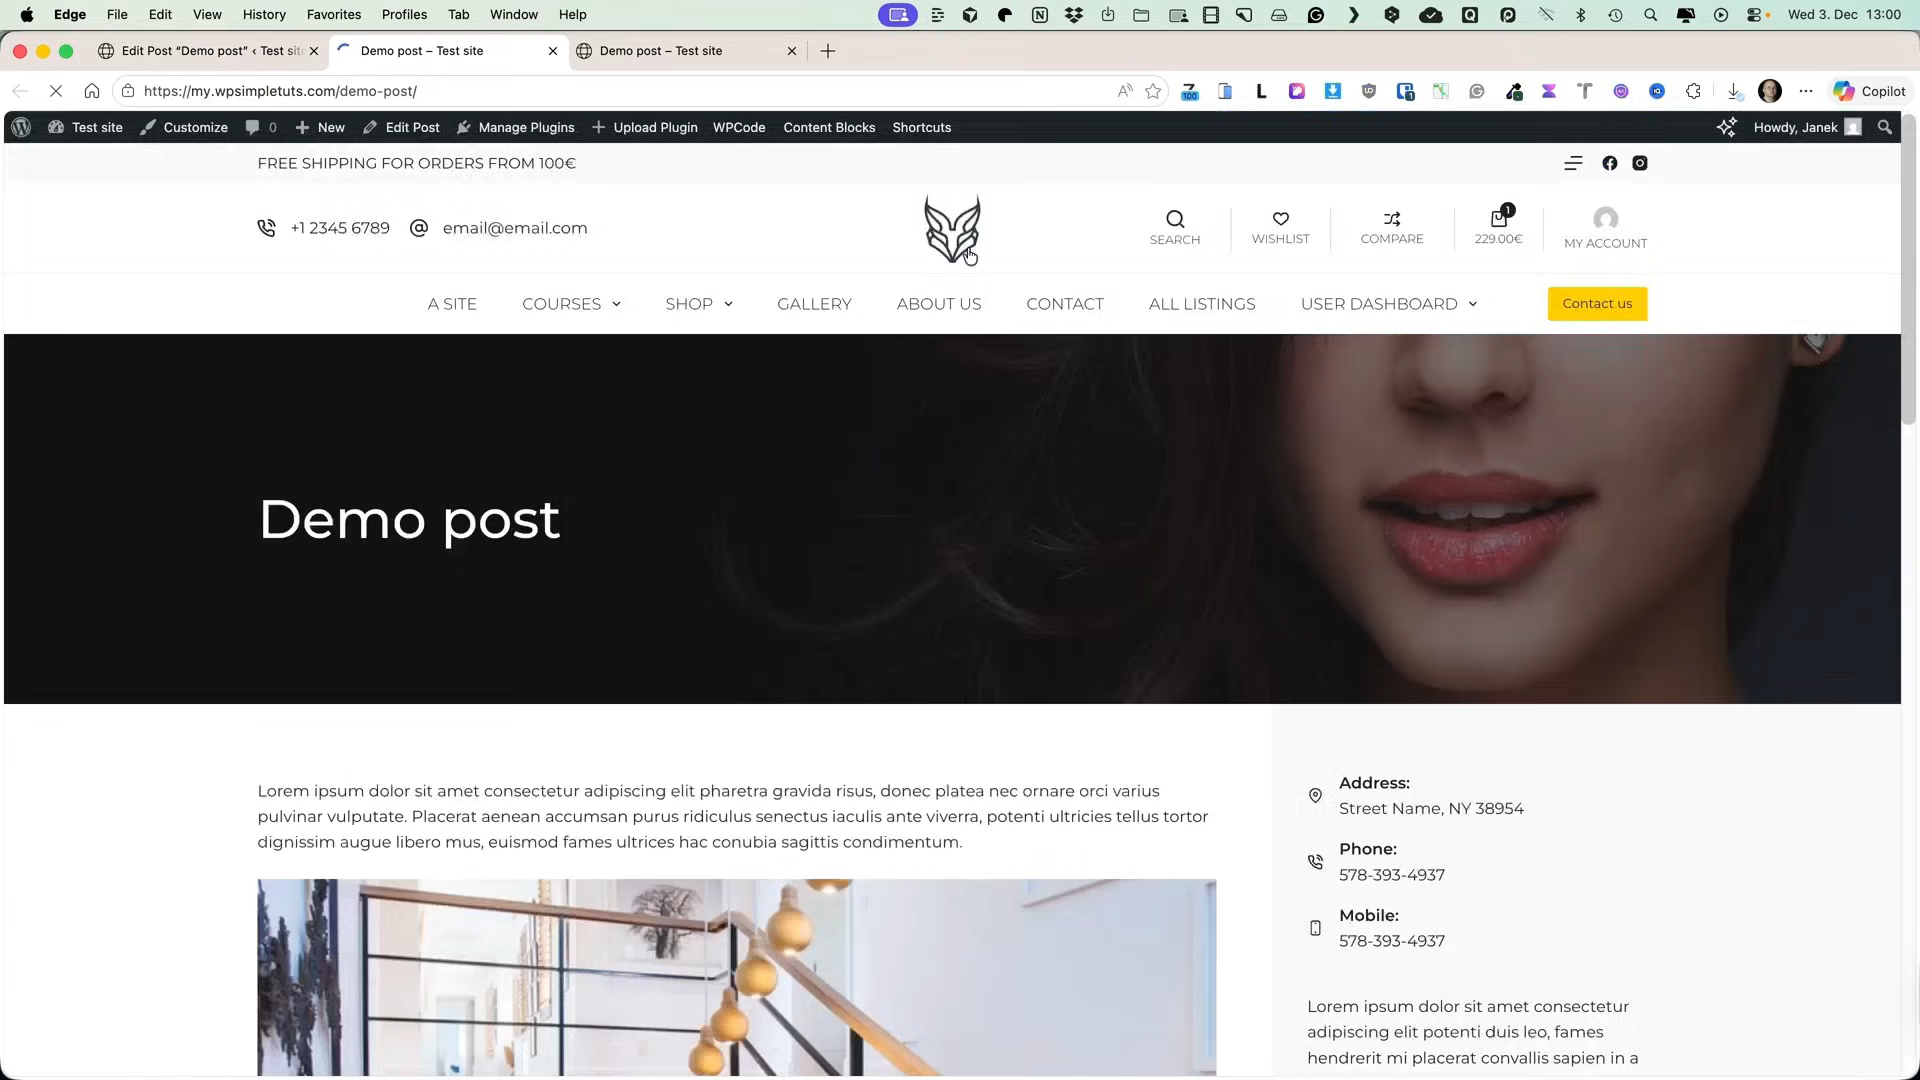 Edge File Edit View History Favorites Profiles Tab Window Help
Wed 3. Dec 13:00
Edit Post “Demo post” ‹ Test site
Demo post – Test site
Demo post – Test site
https://my.wpsimpletuts.com/demo-post/
Copilot
Test site Customize 0 New Edit Post Manage Plugins Upload Plugin WPCode Content Blocks Shortcuts Howdy, Janek
FREE SHIPPING FOR ORDERS FROM 100€
+1 2345 6789 email@email.com
1
SEARCH WISHLIST COMPARE 229.00€ MY ACCOUNT
A SITE COURSES SHOP GALLERY ABOUT US CONTACT ALL LISTINGS USER DASHBOARD Contact us
Demo post
Lorem ipsum dolor sit amet consectetur adipiscing elit pharetra gravida risus, donec platea nec ornare orci varius
pulvinar vulputate. Placerat aenean accumsan purus ridiculus senectus iaculis ante viverra, potenti ultricies tellus tortor
dignissim augue libero mus, euismod fames ultrices hac conubia sagittis condimentum.
Address:
Street Name, NY 38954
Phone:
578-393-4937
Mobile:
578-393-4937
Lorem ipsum dolor sit amet consectetur
adipiscing elit potenti duis leo, fames
hendrerit mi placerat convallis sapien in a